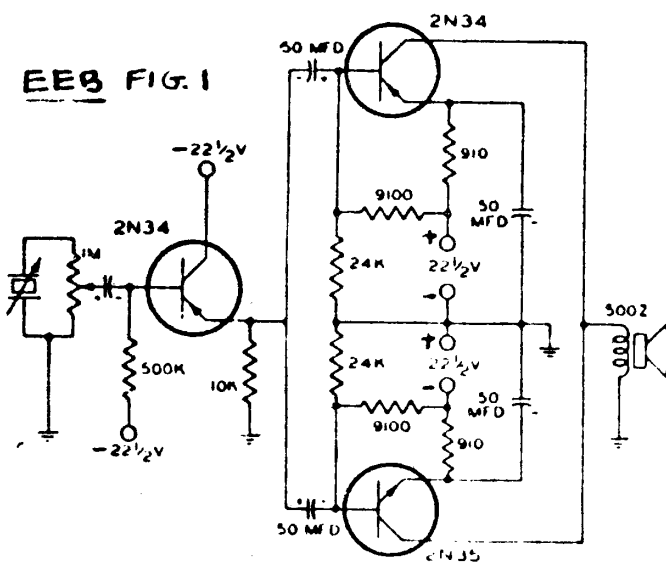 2N34
50 MFD
EEB FIG. 1
- +
-22½V
910
9100
50 MFD
-
2N34
1M
+
24K
22½V
-
+ -
500Z
+
24K
22½V
500K
10K
-
50 MFD
-
9100
910
-22½V
+ -
50 MFD
2N35